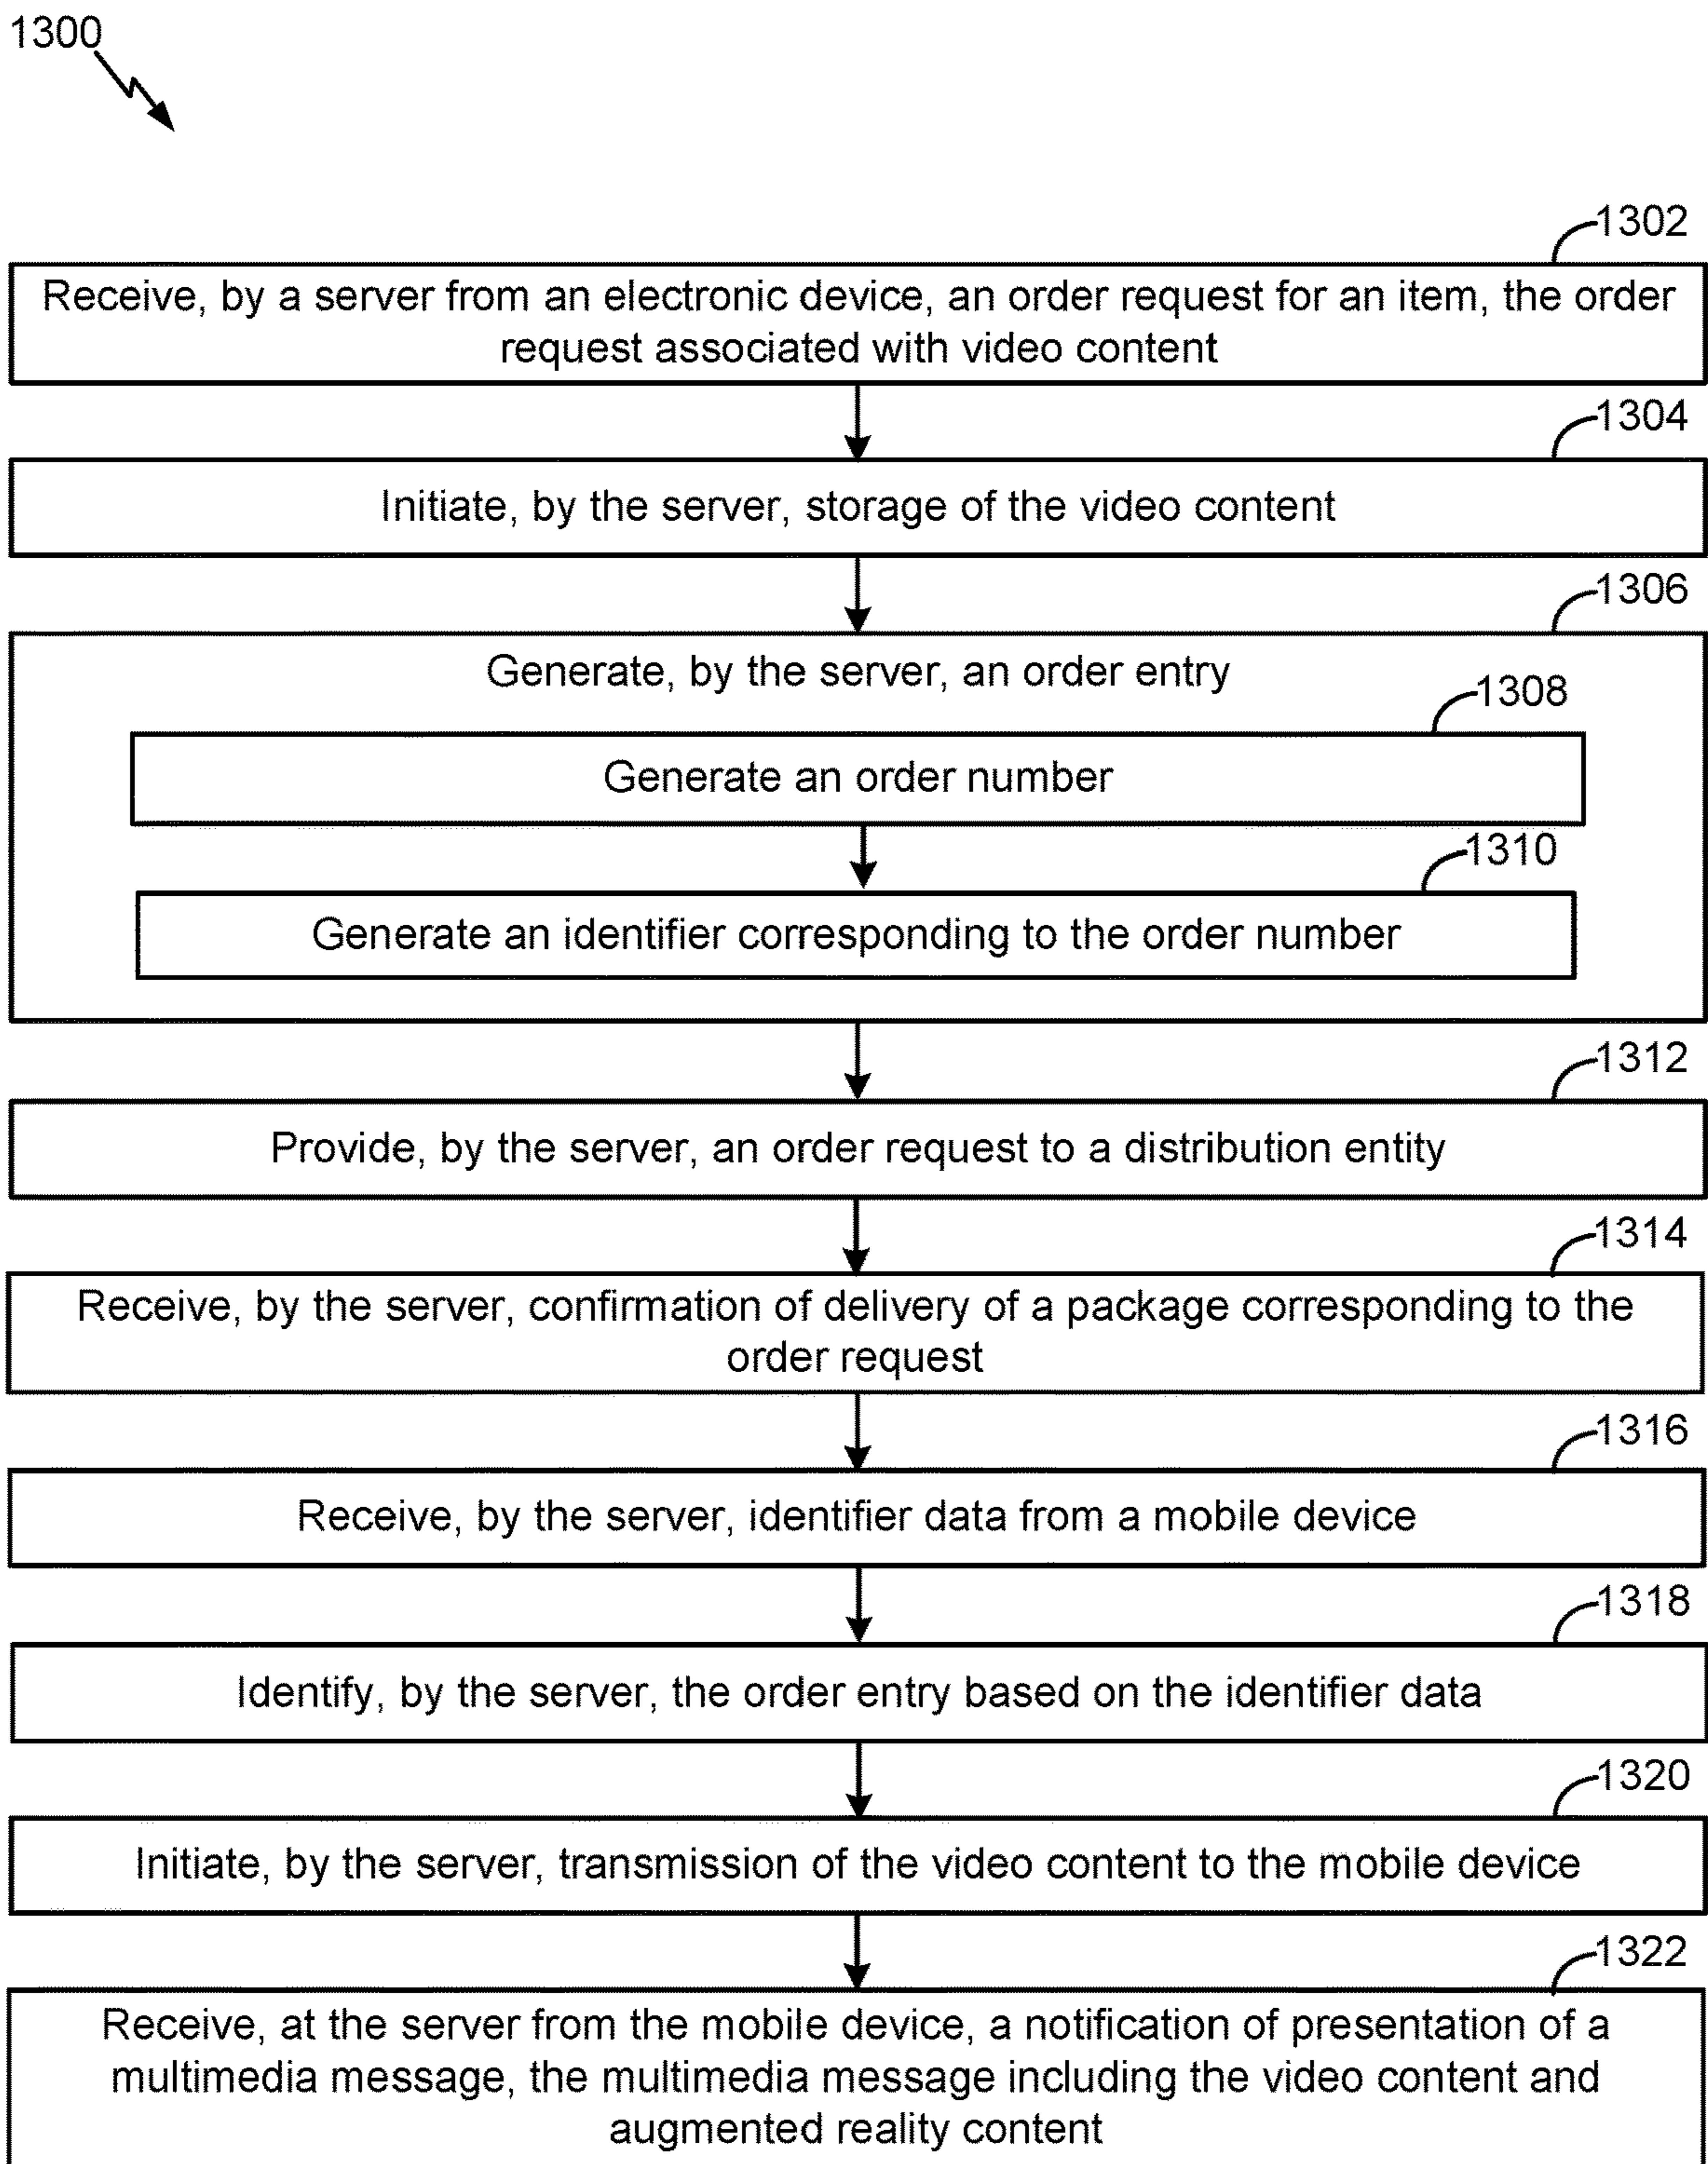 1300
1302
Receive, by a server from an electronic device, an order request for an item, the order
request associated with video content
1304
Initiate, by the server, storage of the video content
1306
Generate, by the server, an order entry
1308
Generate an order number
1310
Generate an identifier corresponding to the order number
1312
Provide, by the server, an order request to a distribution entity
1314
Receive, by the server, confirmation of delivery of a package corresponding to the
order request
1316
Receive, by the server, identifier data from a mobile device
1318
Identify, by the server, the order entry based on the identifier data
1320
Initiate, by the server, transmission of the video content to the mobile device
1322
Receive, at the server from the mobile device, a notification of presentation of a
multimedia message, the multimedia message including the video content and
augmented reality content